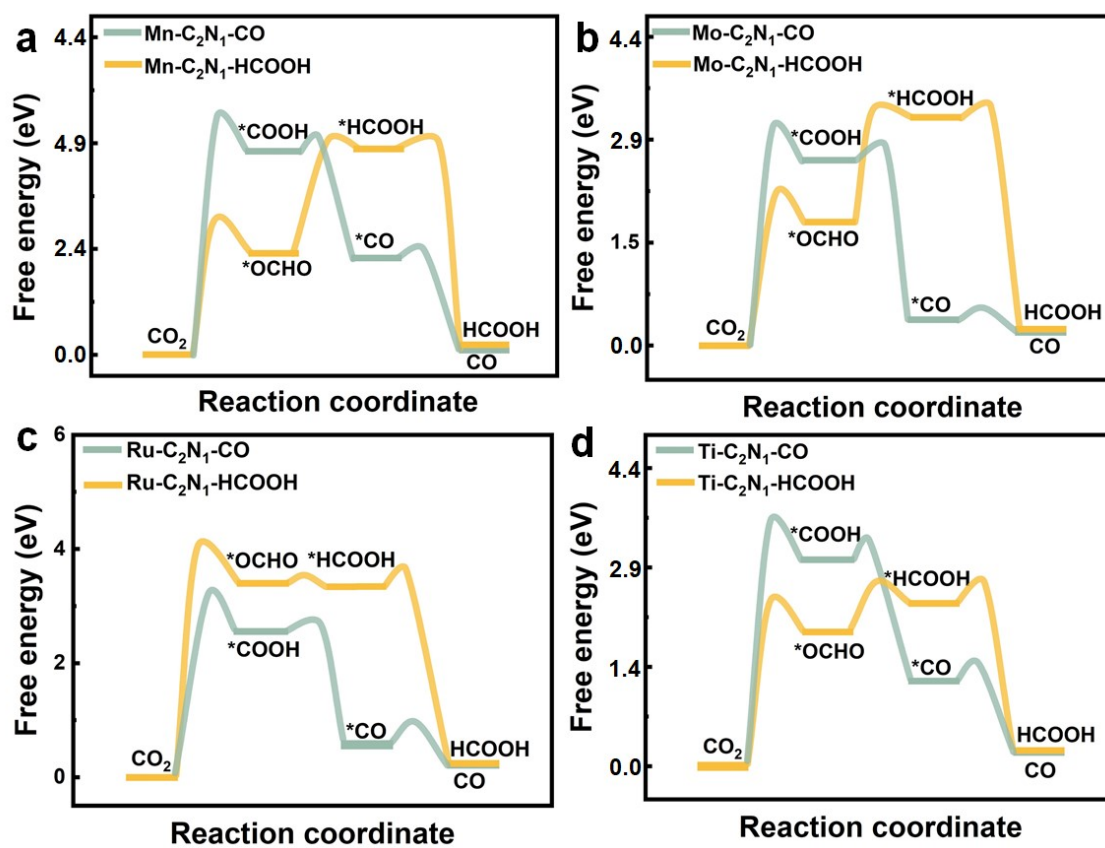 a
Mn-C₂N₁-CO
Mn-C₂N₁-HCOOH
4.4
4.9
2.4
0.0
Free energy (eV)
*COOH
*HCOOH
*OCHO
*CO
CO₂
HCOOH
CO
Reaction coordinate
b
Mo-C₂N₁-CO
Mo-C₂N₁-HCOOH
4.4
2.9
1.5
0.0
Free energy (eV)
*HCOOH
*COOH
*OCHO
*CO
CO₂
HCOOH
CO
Reaction coordinate
c
Ru-C₂N₁-CO
Ru-C₂N₁-HCOOH
6
4
2
0
Free energy (eV)
*OCHO
*HCOOH
*COOH
*CO
CO₂
HCOOH
CO
Reaction coordinate
d
Ti-C₂N₁-CO
Ti-C₂N₁-HCOOH
4.4
2.9
1.4
0.0
Free energy (eV)
*COOH
*HCOOH
*OCHO
*CO
CO₂
HCOOH
CO
Reaction coordinate